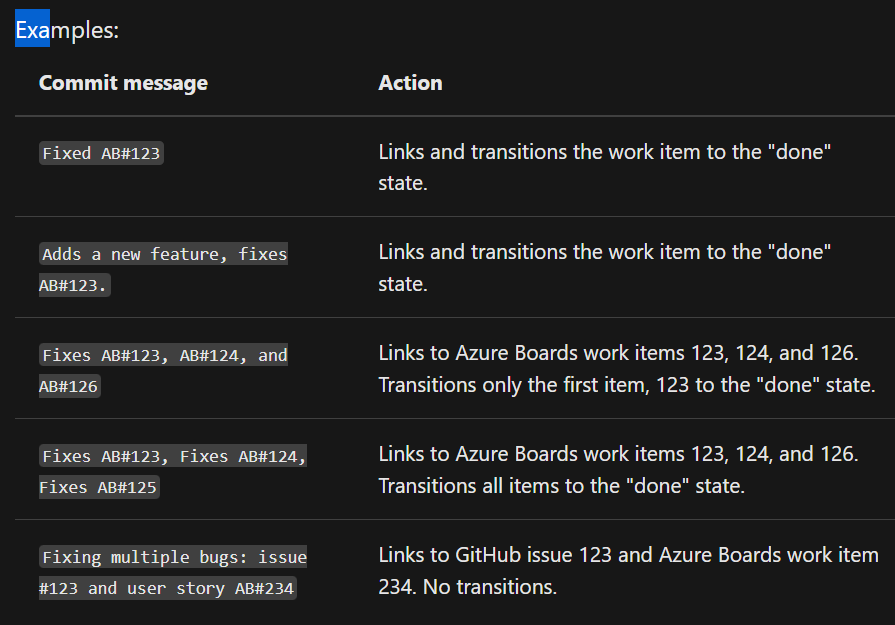 Examples:
Commit message Action
Fixed AB#123 Links and transitions the work item to the "done"
state.
Adds a new feature, fixes Links and transitions the work item to the "done"
AB#123. state.
Fixes AB#123, AB#124, and Links to Azure Boards work items 123, 124, and 126.
AB#126 Transitions only the first item, 123 to the "done" state.
Fixes AB#123, Fixes AB#124, Links to Azure Boards work items 123, 124, and 126.
Fixes AB#125 Transitions all items to the "done" state.
Fixing multiple bugs: issue Links to GitHub issue 123 and Azure Boards work item
#123 and user story AB#234 234. No transitions.